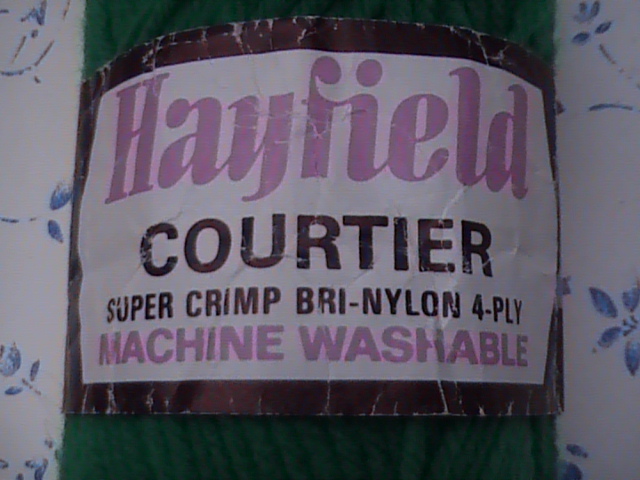 Hayfield
COURTIER
SUPER CRIMP BRI-NYLON 4-PLY
MACHINE WASHABLE